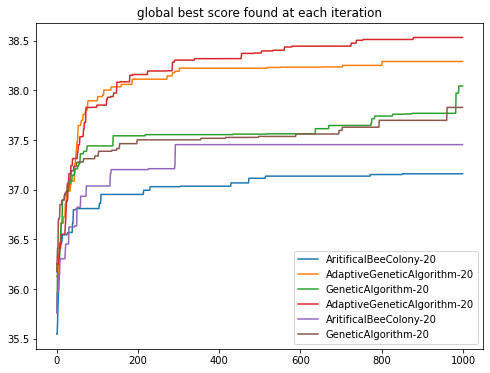 global best score found at each iteration
38.5
38.0
37.5
37.0
36.5
36.0
35.5
0 200 400 600 800 1000
AritificalBeeColony-20
AdaptiveGeneticAlgorithm-20
GeneticAlgorithm-20
AdaptiveGeneticAlgorithm-20
AritificalBeeColony-20
GeneticAlgorithm-20